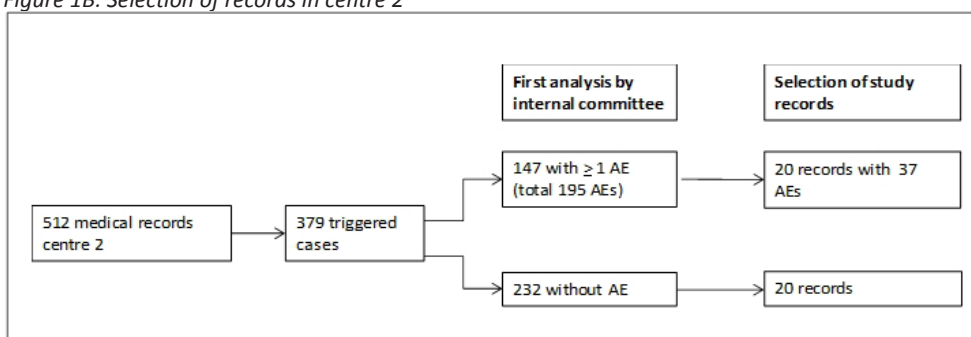 Figure 1B. Selection of records in centre 2
First analysis by
internal committee
Selection of study
records
147 with ≥ 1 AE
(total 195 AEs)
20 records with 37
AEs
512 medical records
centre 2
379 triggered
cases
232 without AE
20 records